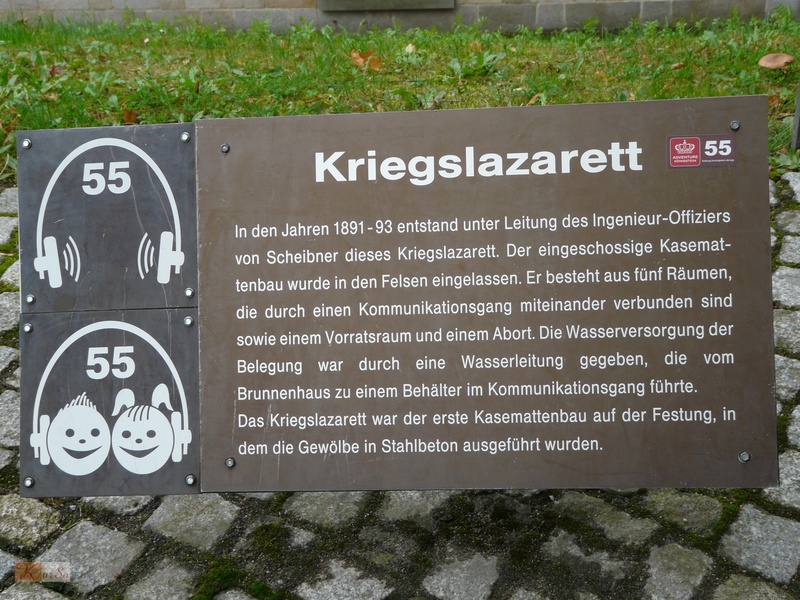 55
55
Kriegslazarett
ADVENTURE
KÖNIGSTEIN
55
In den Jahren 1891-93 entstand unter Leitung des Ingenieur-Offiziers
von Scheibner dieses Kriegslazarett. Der eingeschossige Kasemat-
tenbau wurde in den Felsen eingelassen. Er besteht aus fünf Räumen,
die durch einen Kommunikationsgang miteinander verbunden sind
sowie einem Vorratsraum und einem Abort. Die Wasserversorgung der
Belegung war durch eine Wasserleitung gegeben, die vom
Brunnenhaus zu einem Behälter im Kommunikationsgang führte.
Das Kriegslazarett war der erste Kasemattenbau auf der Festung, in
dem die Gewölbe in Stahlbeton ausgeführt wurden.